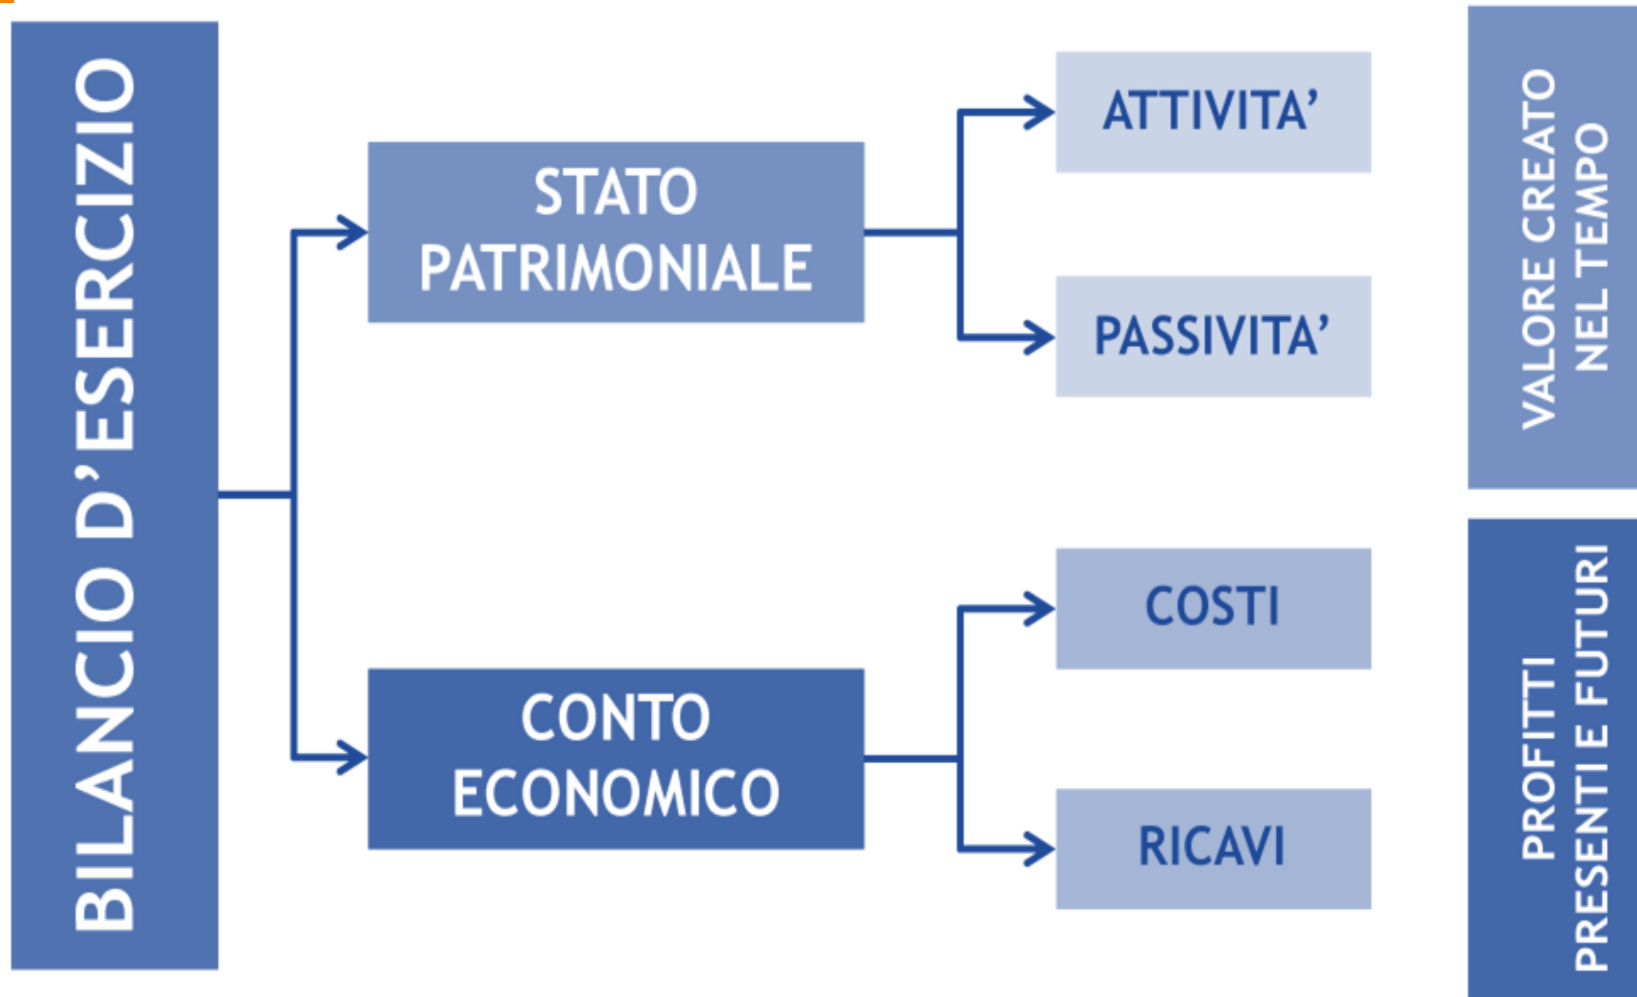 BILANCIO D’ESERCIZIO
STATO
PATRIMONIALE
ATTIVITA’
PASSIVITA’
VALORE CREATO
NEL TEMPO
CONTO
ECONOMICO
COSTI
RICAVI
PROFITTI
PRESENTI E FUTURI